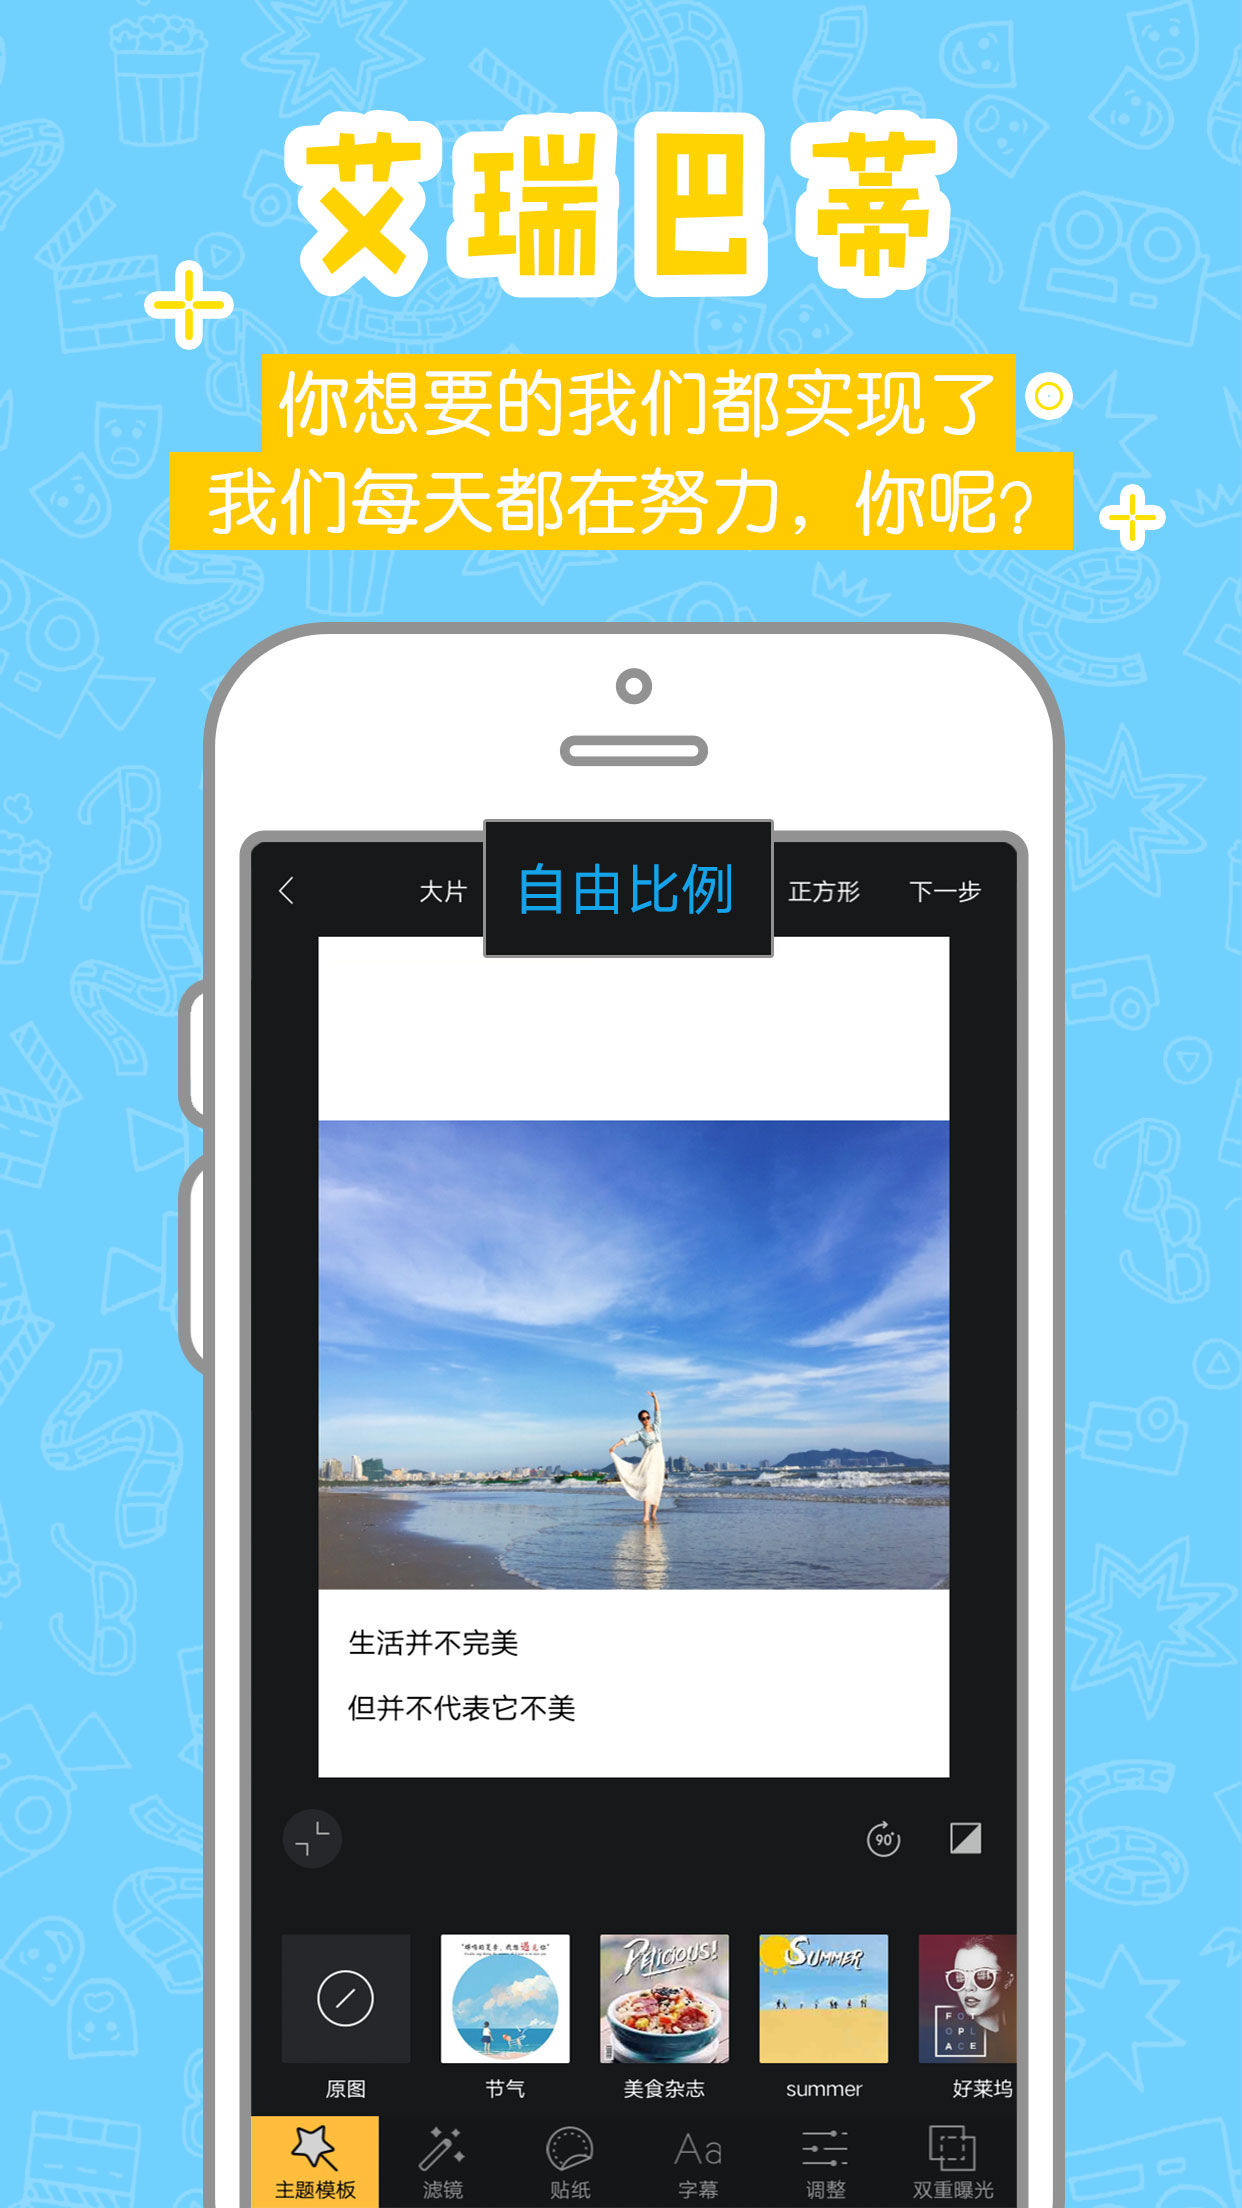 艾瑞巴蒂
你想要的我们都实现了
我们每天都在努力，你呢？
大片 自由比例 正方形 下一步
生活并不完美
但并不代表它不美
90°
DELICIOUS!
SUMMER
FOT
OPL
ACE
原图 节气 美食杂志 summer 好莱坞
Aa
主题模板 滤镜 贴纸 字幕 调整 双重曝光